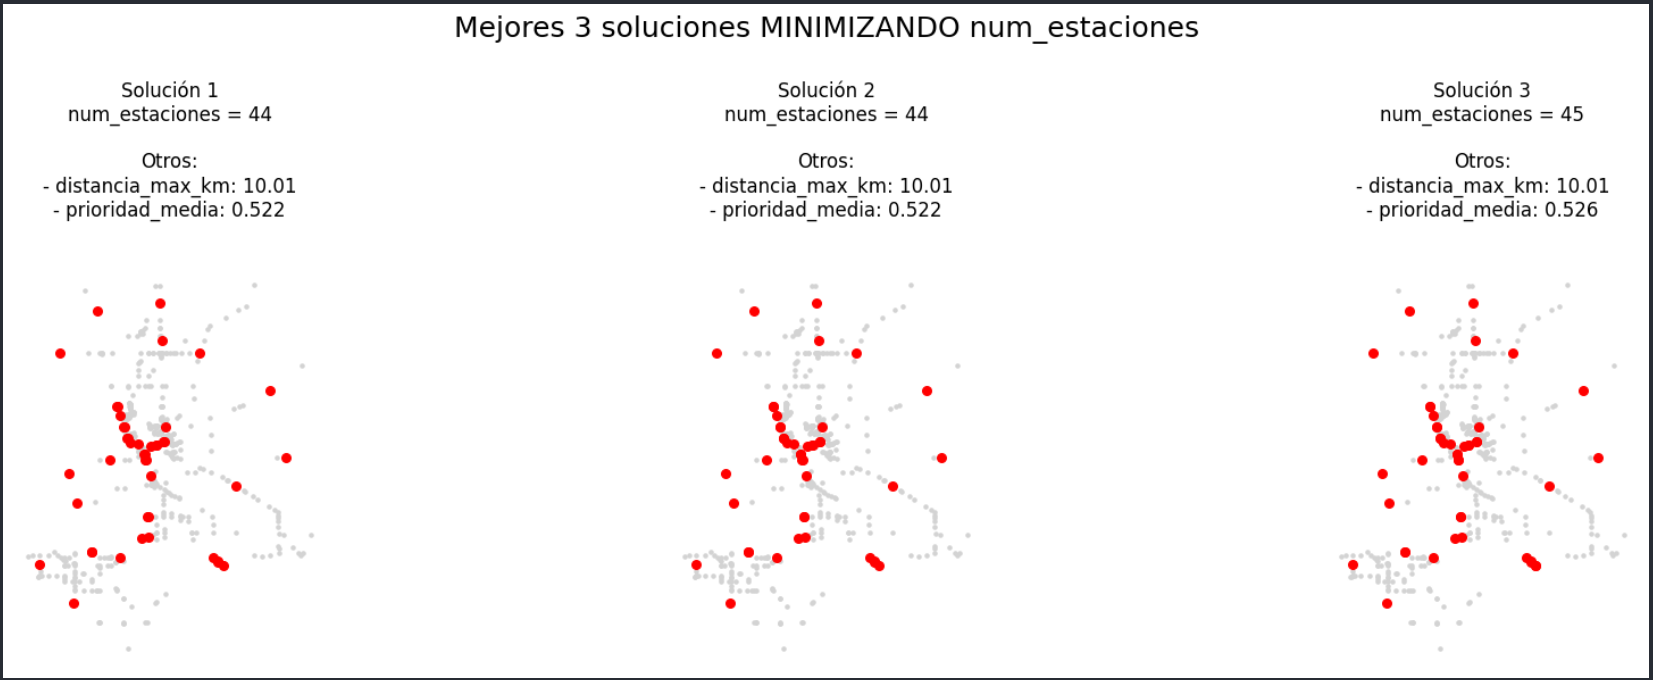 Mejores 3 soluciones MINIMIZANDO num_estaciones
Solución 1
num_estaciones = 44
Otros:
- distancia_max_km: 10.01
- prioridad_media: 0.522
Solución 2
num_estaciones = 44
Otros:
- distancia_max_km: 10.01
- prioridad_media: 0.522
Solución 3
num_estaciones = 45
Otros:
- distancia_max_km: 10.01
- prioridad_media: 0.526